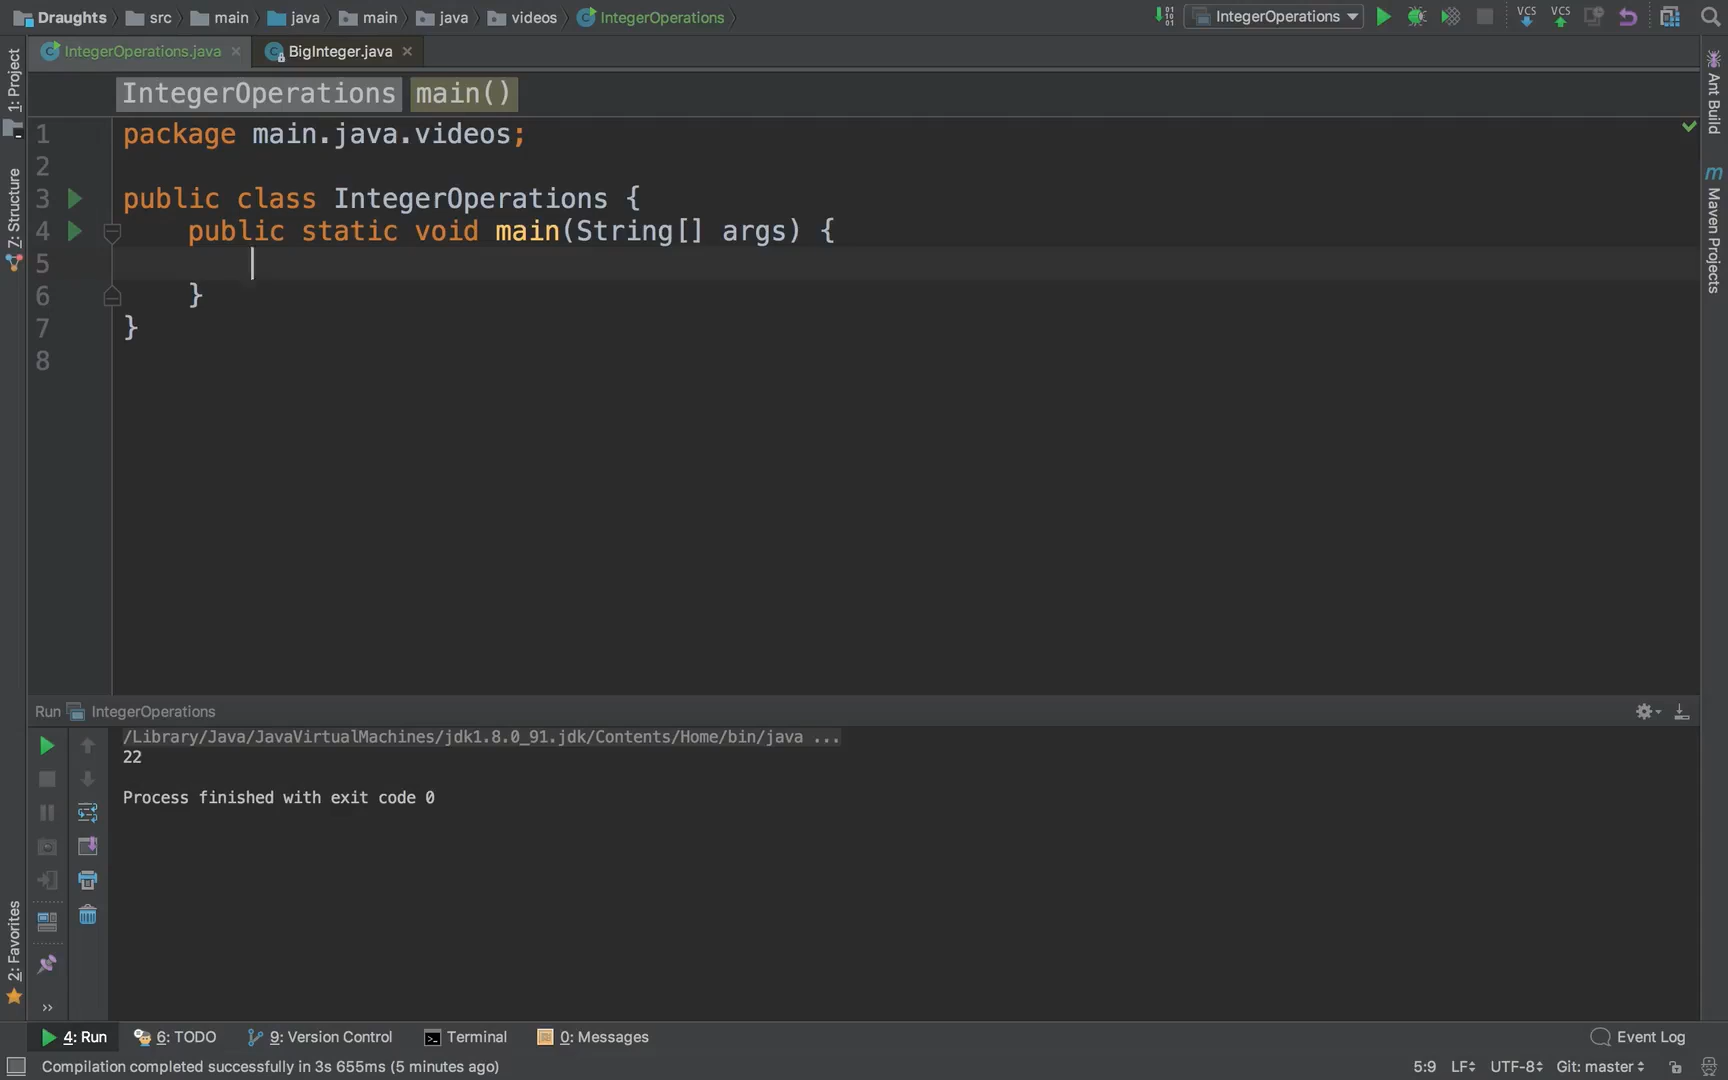 Draughts src main java main java videos IntegerOperations
IntegerOperations
IntegerOperations.java BigInteger.java
IntegerOperations main()
1 package main.java.videos;
2
3 public class IntegerOperations {
4 public static void main(String[] args) {
5
6 }
7 }
8
1: Project
Z: Structure
2: Favorites
Ant Build
m Maven Projects
Run IntegerOperations
/Library/Java/JavaVirtualMachines/jdk1.8.0_91.jdk/Contents/Home/bin/java ...
22
Process finished with exit code 0
4: Run 6: TODO 9: Version Control Terminal 0: Messages Event Log
Compilation completed successfully in 3s 655ms (5 minutes ago) 5:9 LF UTF-8 Git: master
VCS VCS